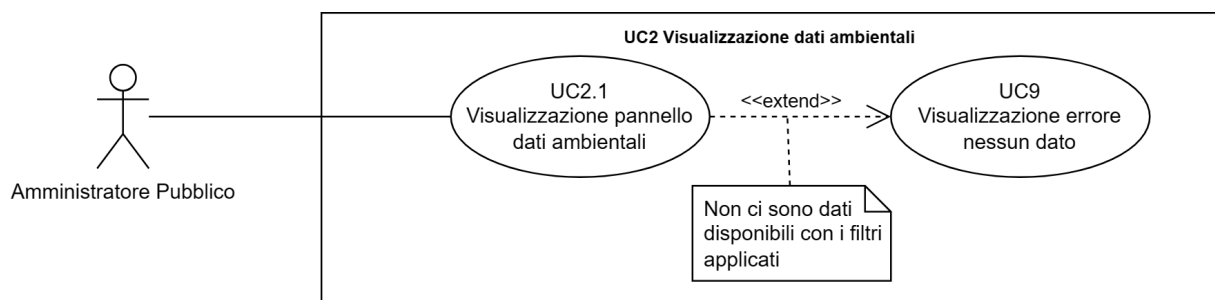 UC2 Visualizzazione dati ambientali
UC2.1
Visualizzazione pannello
dati ambientali
<<extend>>
UC9
Visualizzazione errore
nessun dato
Amministratore Pubblico
Non ci sono dati
disponibili con i filtri
applicati